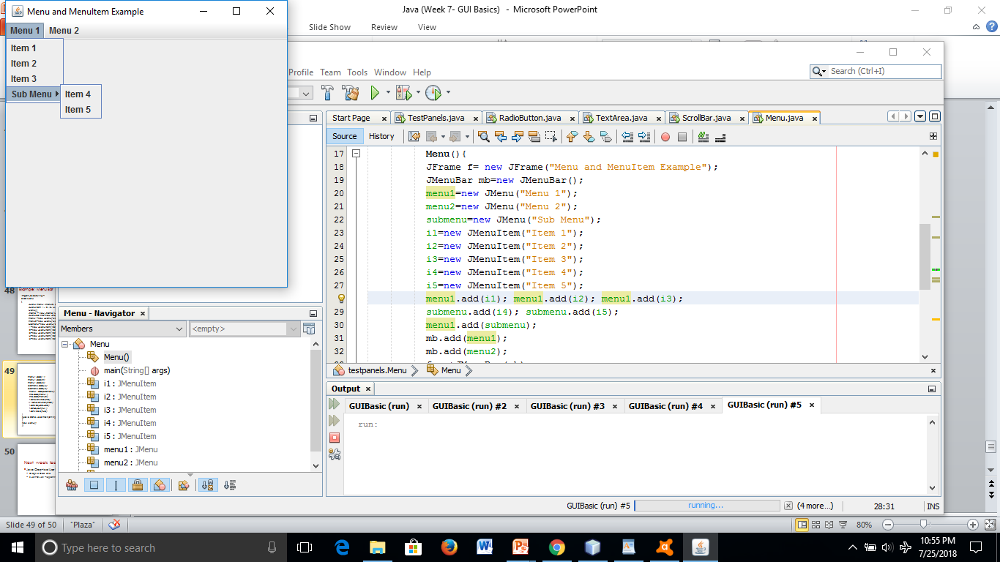 Menu and MenuItem Example
Menu 1 Menu 2
Item 1
Item 2
Item 3
Sub Menu
Item 4
Item 5
Java (Week 7- GUI Basics) - Microsoft PowerPoint
Slide Show Review View
Profile Team Tools Window Help
Search (Ctrl+I)
Start Page TestPanels.java RadioButton.java TextArea.java ScrollBar.java Menu.java
Source History
17 Menu(){
18 JFrame f= new JFrame("Menu and MenuItem Example");
19 JMenuBar mb=new JMenuBar();
20 menu1=new JMenu("Menu 1");
21 menu2=new JMenu("Menu 2");
22 submenu=new JMenu("Sub Menu");
23 i1=new JMenuItem("Item 1");
24 i2=new JMenuItem("Item 2");
25 i3=new JMenuItem("Item 3");
26 i4=new JMenuItem("Item 4");
27 i5=new JMenuItem("Item 5");
menu1.add(i1); menu1.add(i2); menu1.add(i3);
29 submenu.add(i4); submenu.add(i5);
30 menu1.add(submenu);
31 mb.add(menu1);
32 mb.add(menu2);
testpanels.Menu Menu
48
Example: Menu Bar
49
50
Menu - Navigator
Members <empty>
Menu
Menu()
main(String[] args)
i1 : JMenuItem
i2 : JMenuItem
i3 : JMenuItem
i4 : JMenuItem
i5 : JMenuItem
menu1 : JMenu
menu2 : JMenu
Output
GUIBasic (run) GUIBasic (run) #2 GUIBasic (run) #3 GUIBasic (run) #4 GUIBasic (run) #5
run:
GUIBasic (run) #5 running... (4 more...) 28:31 INS
Slide 49 of 50 "Plaza" 80%
Type here to search
10:55 PM
7/25/2018